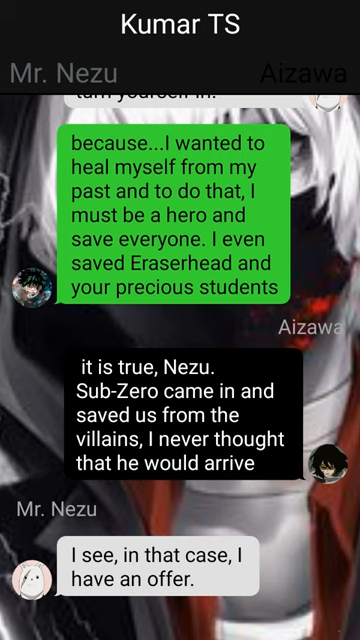 Kumar TS
Mr. Nezu
Aizawa
turn yourself in.
because...I wanted to
heal myself from my
past and to do that, I
must be a hero and
save everyone. I even
saved Eraserhead and
your precious students
Aizawa
it is true, Nezu.
Sub-Zero came in and
saved us from the
villains, I never thought
that he would arrive
Mr. Nezu
I see, in that case, I
have an offer.